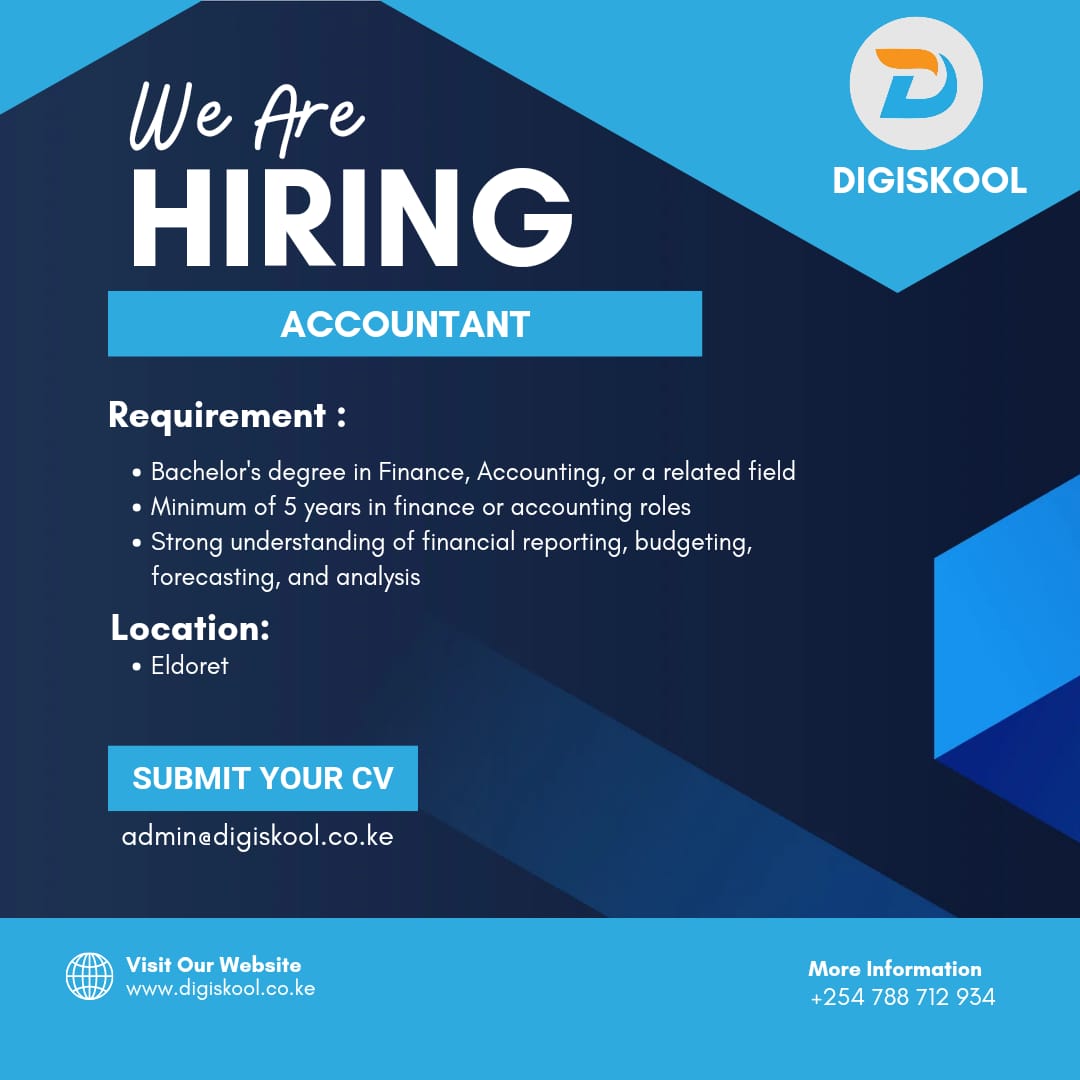 We Are
HIRING
DIGISKOOL
ACCOUNTANT
Requirement :
• Bachelor's degree in Finance, Accounting, or a related field
• Minimum of 5 years in finance or accounting roles
• Strong understanding of financial reporting, budgeting,
forecasting, and analysis
Location:
• Eldoret
SUBMIT YOUR CV
admin@digiskool.co.ke
Visit Our Website
www.digiskool.co.ke
More Information
+254 788 712 934